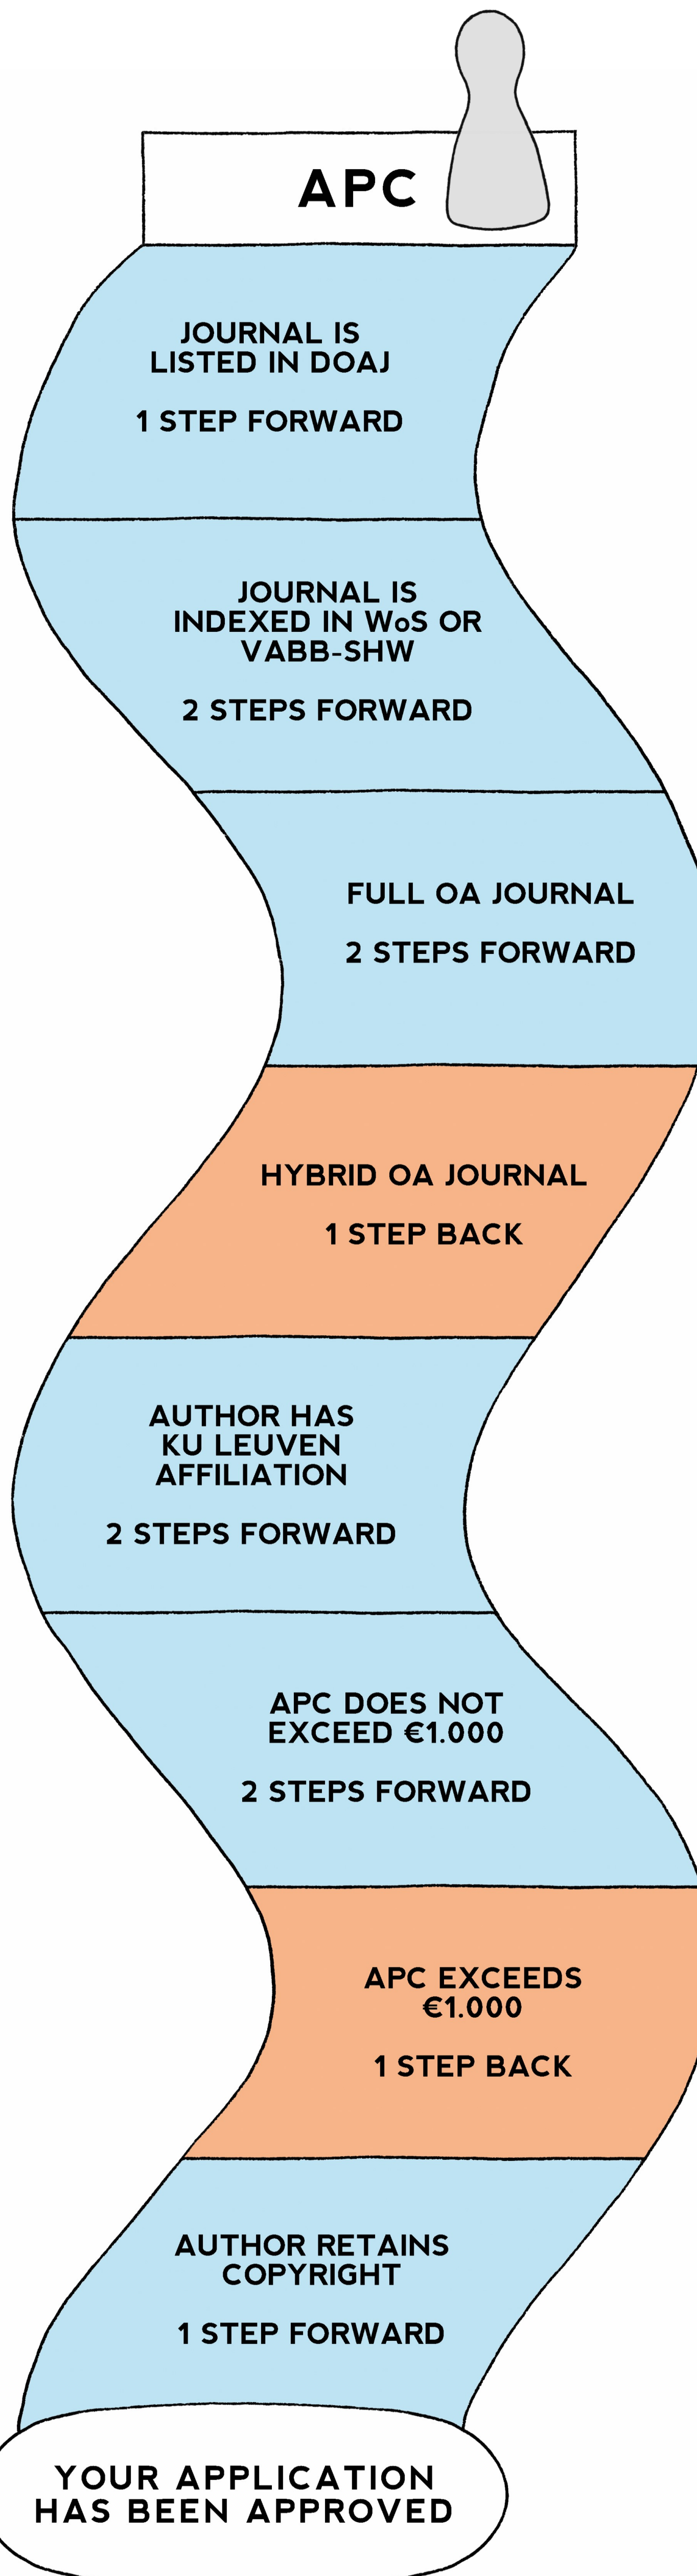 APC
JOURNAL IS
LISTED IN DOAJ
1 STEP FORWARD
JOURNAL IS
INDEXED IN WoS OR
VABB-SHW
2 STEPS FORWARD
FULL OA JOURNAL
2 STEPS FORWARD
HYBRID OA JOURNAL
1 STEP BACK
AUTHOR HAS
KU LEUVEN
AFFILIATION
2 STEPS FORWARD
APC DOES NOT
EXCEED €1.000
2 STEPS FORWARD
APC EXCEEDS
€1.000
1 STEP BACK
AUTHOR RETAINS
COPYRIGHT
1 STEP FORWARD
YOUR APPLICATION
HAS BEEN APPROVED